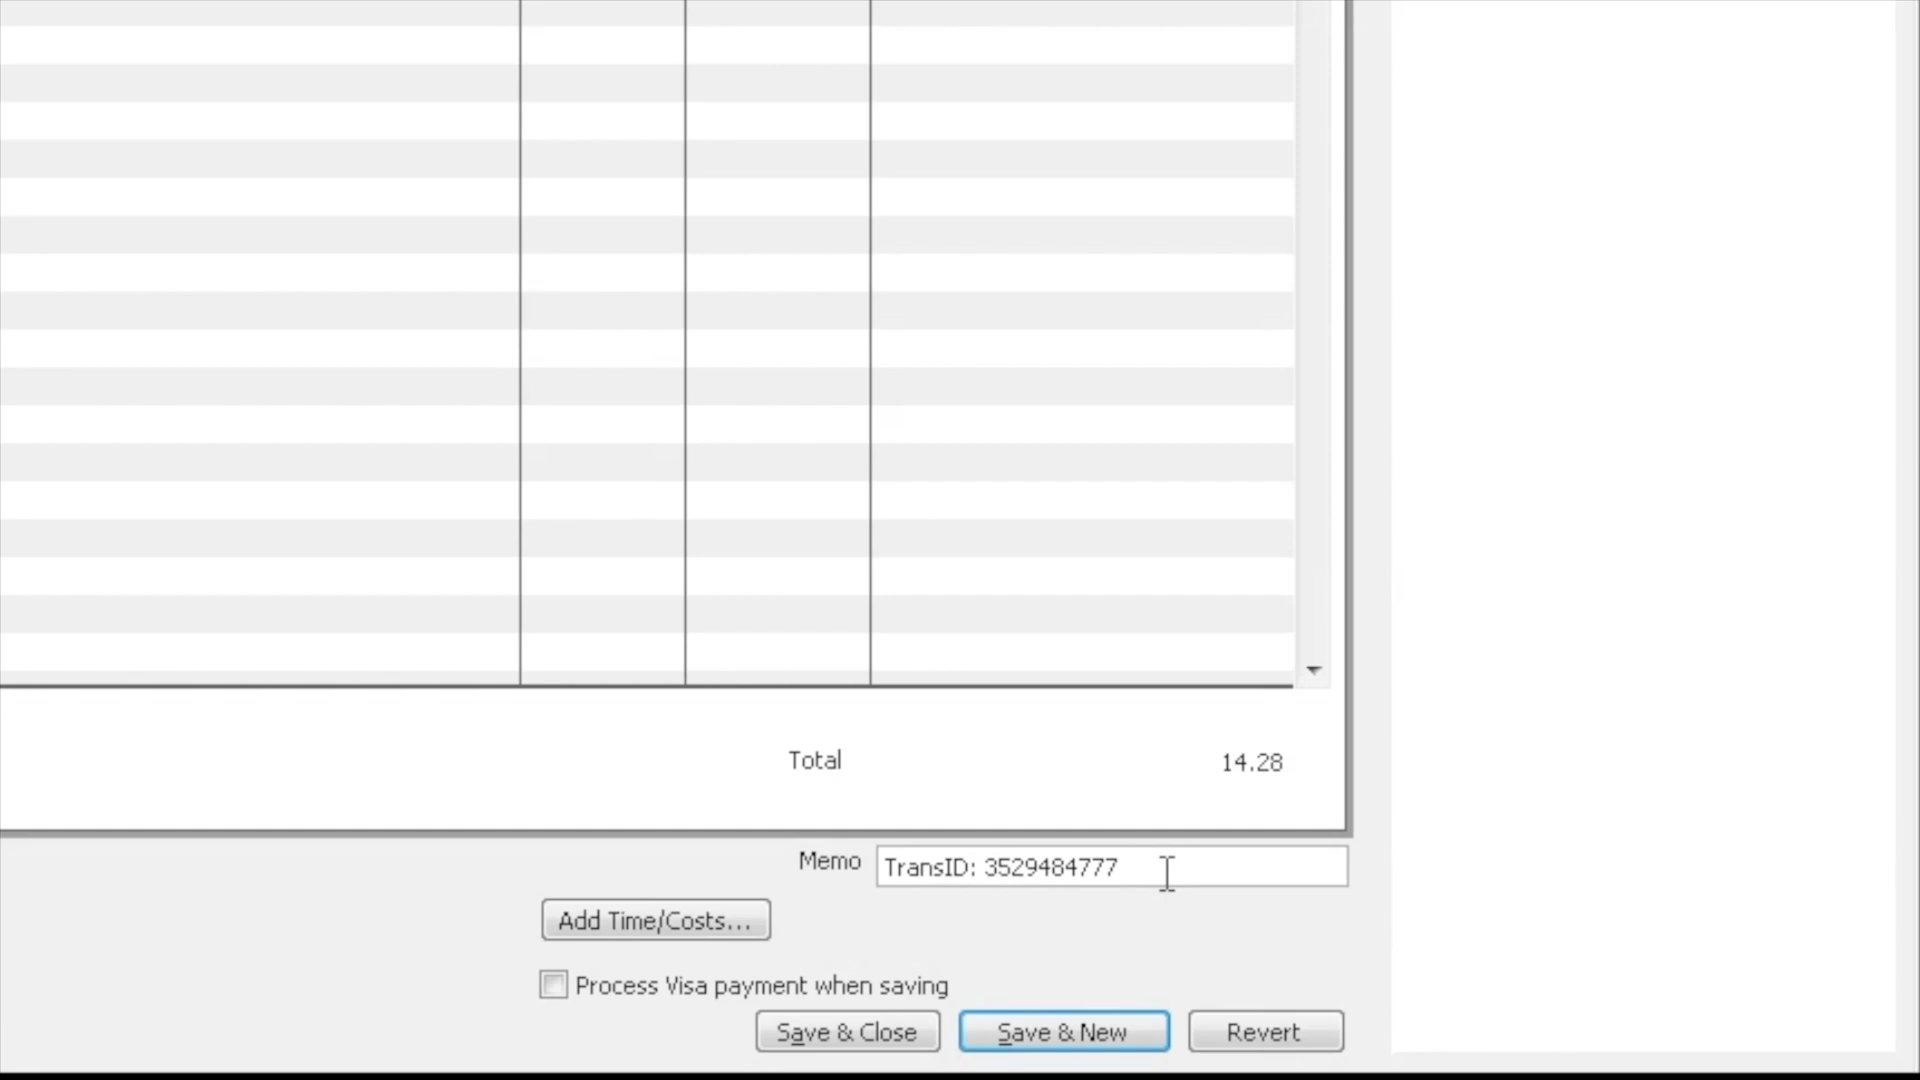 Total 14.28
Memo TransID: 3529484777
Add Time/Costs...
Process Visa payment when saving
Save & Close Save & New Revert